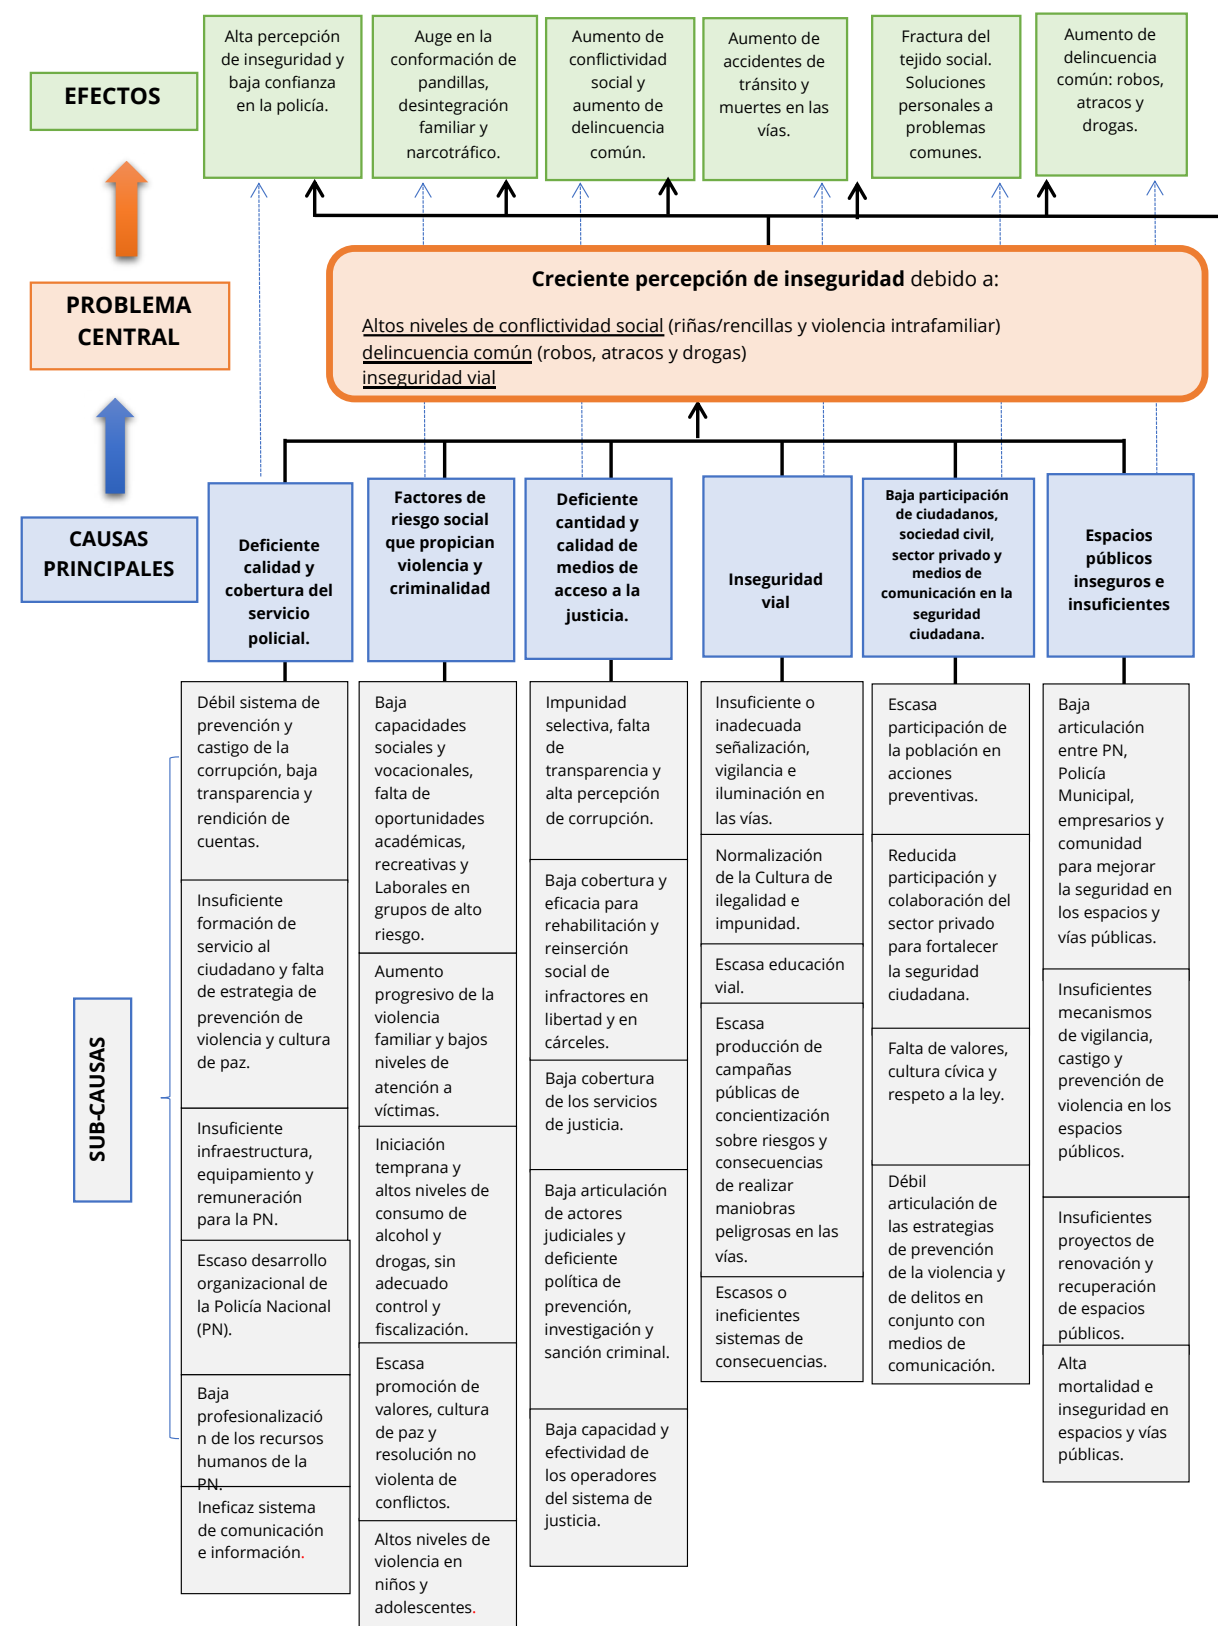 EFECTOS
Alta percepción
de inseguridad y
baja confianza
en la policía.
Auge en la
conformación de
pandillas,
desintegración
familiar y
narcotráfico.
Aumento de
conflictividad
social y
aumento de
delincuencia
común.
Aumento de
accidentes de
tránsito y
muertes en las
vías.
Fractura del
tejido social.
Soluciones
personales a
problemas
comunes.
Aumento de
delincuencia
común: robos,
atracos y
drogas.
PROBLEMA
CENTRAL
Creciente percepción de inseguridad debido a:
Altos niveles de conflictividad social (riñas/rencillas y violencia intrafamiliar)
delincuencia común (robos, atracos y drogas)
inseguridad vial
CAUSAS
PRINCIPALES
Deficiente
calidad y
cobertura del
servicio
policial.
Factores de
riesgo social
que propician
violencia y
criminalidad
Deficiente
cantidad y
calidad de
medios de
acceso a la
justicia.
Inseguridad
vial
Baja participación
de ciudadanos,
sociedad civil,
sector privado y
medios de
comunicación en la
seguridad
ciudadana.
Espacios
públicos
inseguros e
insuficientes
SUB-CAUSAS
Débil sistema de
prevención y
castigo de la
corrupción, baja
transparencia y
rendición de
cuentas.
Insuficiente
formación de
servicio al
ciudadano y falta
de estrategia de
prevención de
violencia y cultura
de paz.
Insuficiente
infraestructura,
equipamiento y
remuneración
para la PN.
Escaso desarrollo
organizacional de
la Policía Nacional
(PN).
Baja
profesionalizació
n de los recursos
humanos de la
PN.
Ineficaz sistema
de comunicación
e información.
Baja
capacidades
sociales y
vocacionales,
falta de
oportunidades
académicas,
recreativas y
Laborales en
grupos de alto
riesgo.
Aumento
progresivo de la
violencia
familiar y bajos
niveles de
atención a
víctimas.
Iniciación
temprana y
altos niveles de
consumo de
alcohol y
drogas, sin
adecuado
control y
fiscalización.
Escasa
promoción de
valores, cultura
de paz y
resolución no
violenta de
conflictos.
Altos niveles de
violencia en
niños y
adolescentes.
Impunidad
selectiva, falta
de
transparencia y
alta percepción
de corrupción.
Baja cobertura y
eficacia para
rehabilitación y
reinserción
social de
infractores en
libertad y en
cárceles.
Baja cobertura
de los servicios
de justicia.
Baja articulación
de actores
judiciales y
deficiente
política de
prevención,
investigación y
sanción criminal.
Baja capacidad y
efectividad de
los operadores
del sistema de
justicia.
Insuficiente o
inadecuada
señalización,
vigilancia e
iluminación en
las vías.
Normalización
de la Cultura de
ilegalidad e
impunidad.
Escasa educación
vial.
Escasa
producción de
campañas
públicas de
concientización
sobre riesgos y
consecuencias
de realizar
maniobras
peligrosas en las
vías.
Escasos o
ineficientes
sistemas de
consecuencias.
Escasa
participación de
la población en
acciones
preventivas.
Reducida
participación y
colaboración del
sector privado
para fortalecer
la seguridad
ciudadana.
Falta de valores,
cultura cívica y
respeto a la ley.
Débil
articulación de
las estrategias
de prevención
de la violencia y
de delitos en
conjunto con
medios de
comunicación.
Baja
articulación
entre PN,
Policía
Municipal,
empresarios y
comunidad
para mejorar
la seguridad en
los espacios y
vías públicas.
Insuficientes
mecanismos
de vigilancia,
castigo y
prevención de
violencia en los
espacios
públicos.
Insuficientes
proyectos de
renovación y
recuperación
de espacios
públicos.
Alta
mortalidad e
inseguridad en
espacios y vías
públicas.